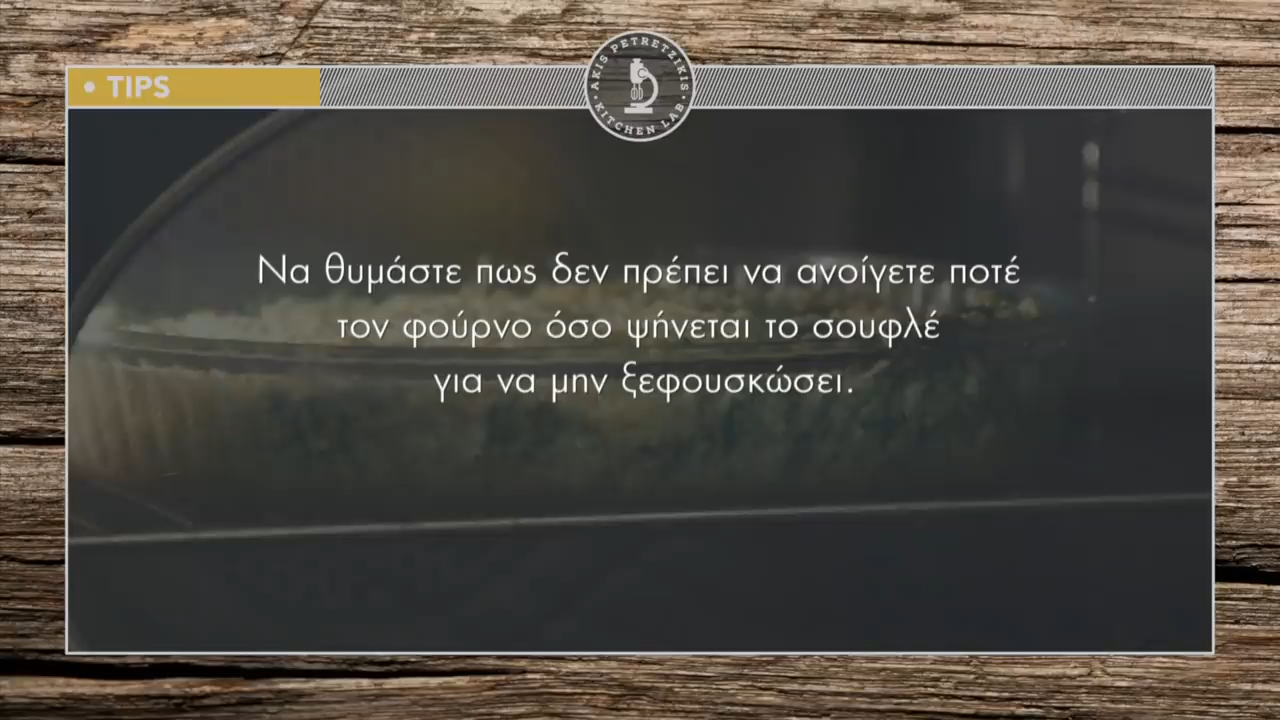 • TIPS
AKIS PETRETZIKIS
• KITCHEN LAB •
Να θυμάστε πως δεν πρέπει να ανοίγετε ποτέ
τον φούρνο όσο ψήνεται το σουφλέ
για να μην ξεφουσκώσει.